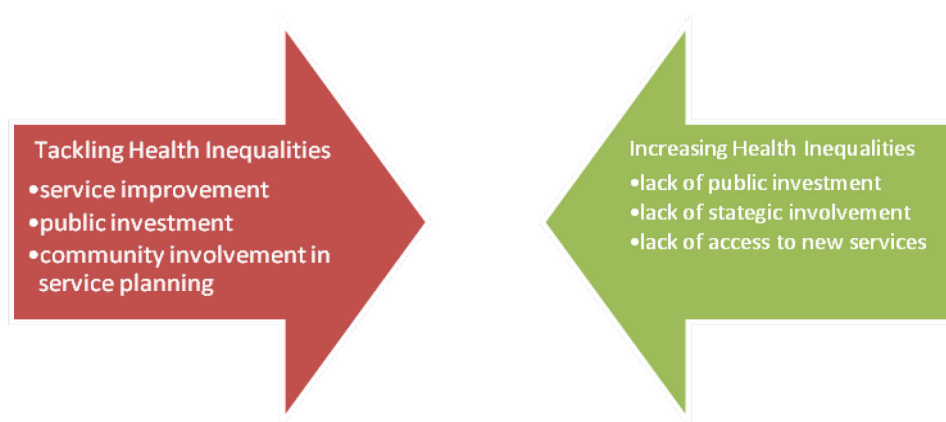 Tackling Health Inequalities
•service improvement
•public investment
•community involvement in
service planning
Increasing Health Inequalities
•lack of public investment
•lack of stategic involvement
•lack of access to new services